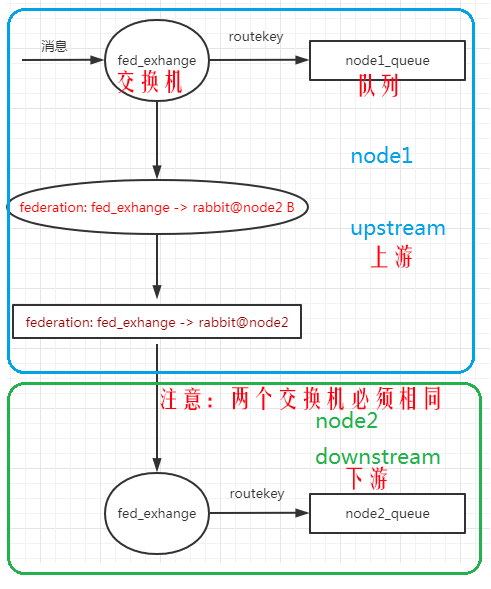 消息
fed_exhange
交换机
routekey
node1_queue
队列
node1
federation: fed_exhange -> rabbit@node2 B
upstream
上游
federation: fed_exhange -> rabbit@node2
注意：两个交换机必须相同
node2
downstream
下游
fed_exhange
routekey
node2_queue